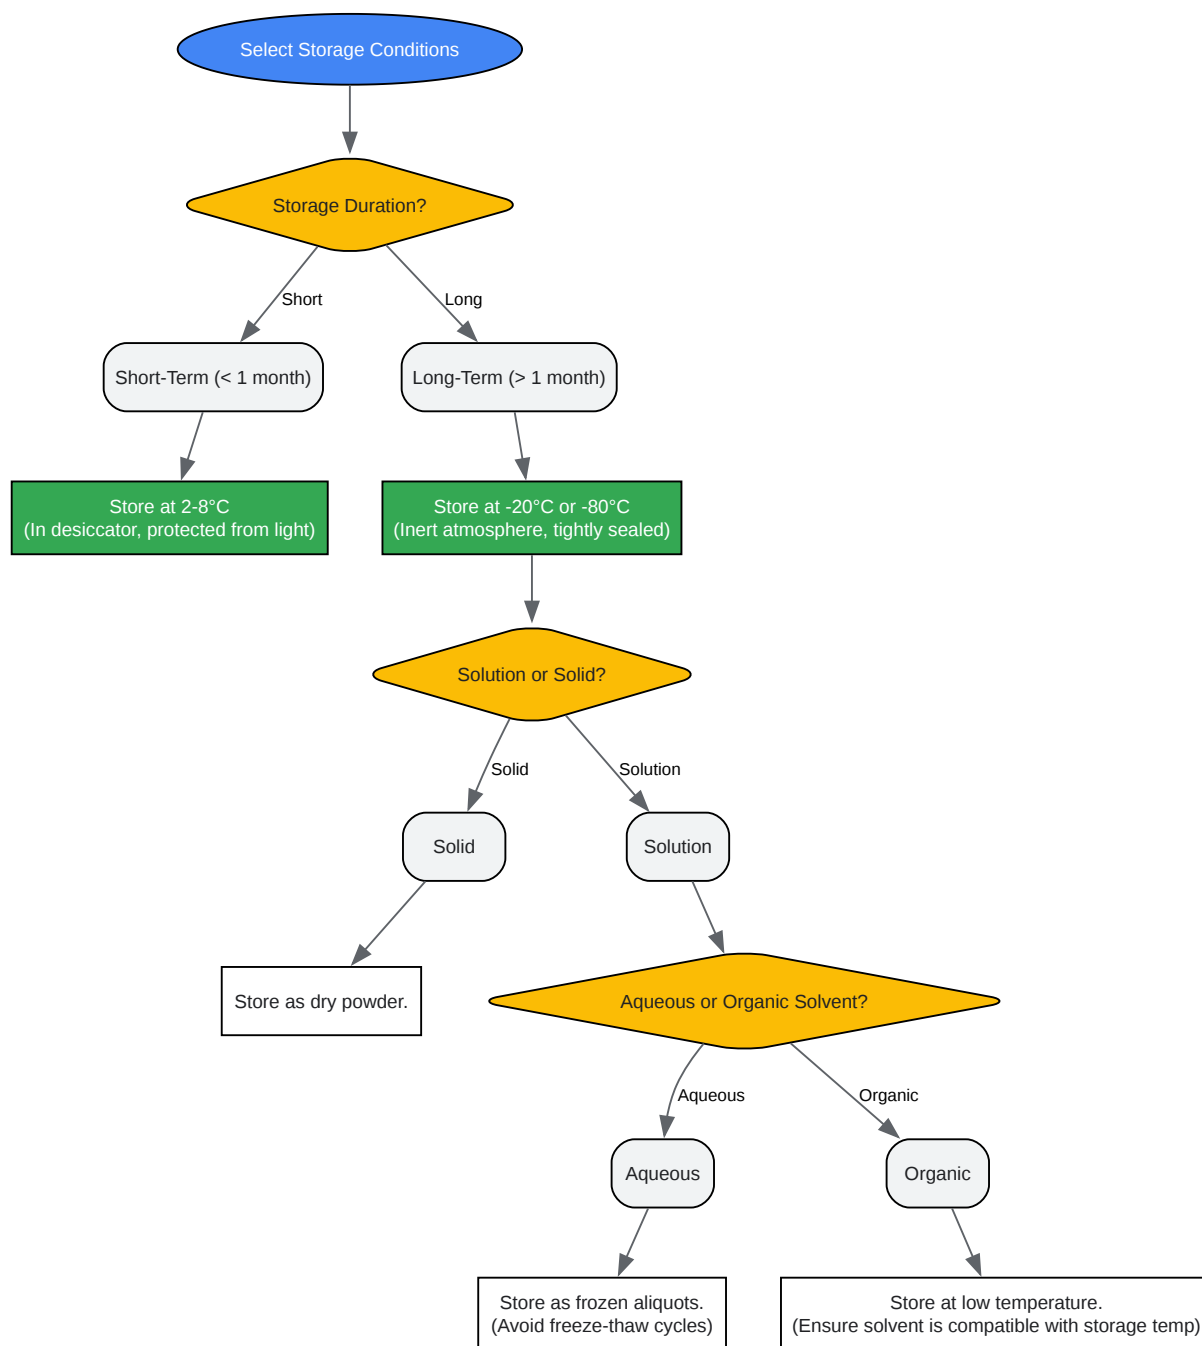 Select Storage Conditions
Storage Duration?
Short
Long
Short-Term (< 1 month)
Long-Term (> 1 month)
Store at 2-8°C
(In desiccator, protected from light)
Store at -20°C or -80°C
(Inert atmosphere, tightly sealed)
Solution or Solid?
Solid
Solution
Solid
Solution
Store as dry powder.
Aqueous or Organic Solvent?
Aqueous
Organic
Aqueous
Organic
Store as frozen aliquots.
(Avoid freeze-thaw cycles)
Store at low temperature.
(Ensure solvent is compatible with storage temp)